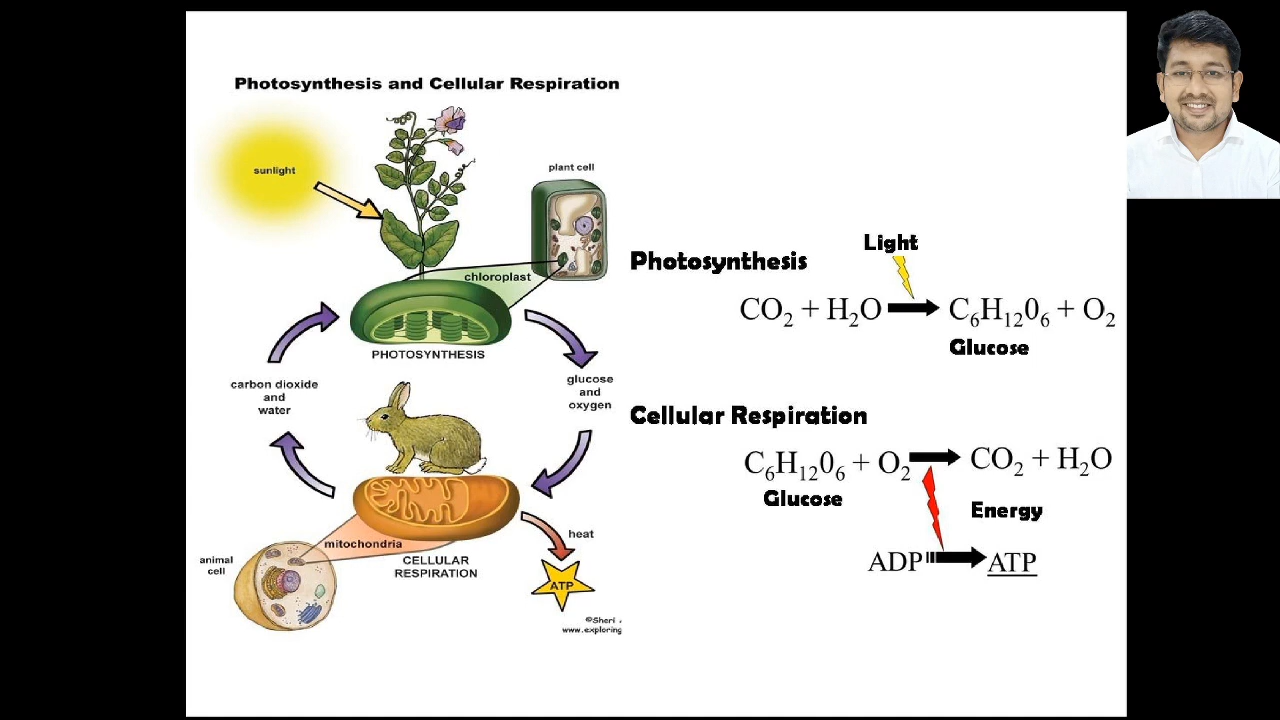 Photosynthesis and Cellular Respiration
sunlight
plant cell
chloroplast
PHOTOSYNTHESIS
carbon dioxide
and
water
glucose
and
oxygen
mitochondria
animal
cell
CELLULAR
RESPIRATION
heat
ATP
©Sheri
www.exploring
Photosynthesis
Light
CO₂ + H₂O C₆H₁₂0₆ + O₂
Glucose
Cellular Respiration
C₆H₁₂0₆ + O₂ CO₂ + H₂O
Glucose
Energy
ADP ATP